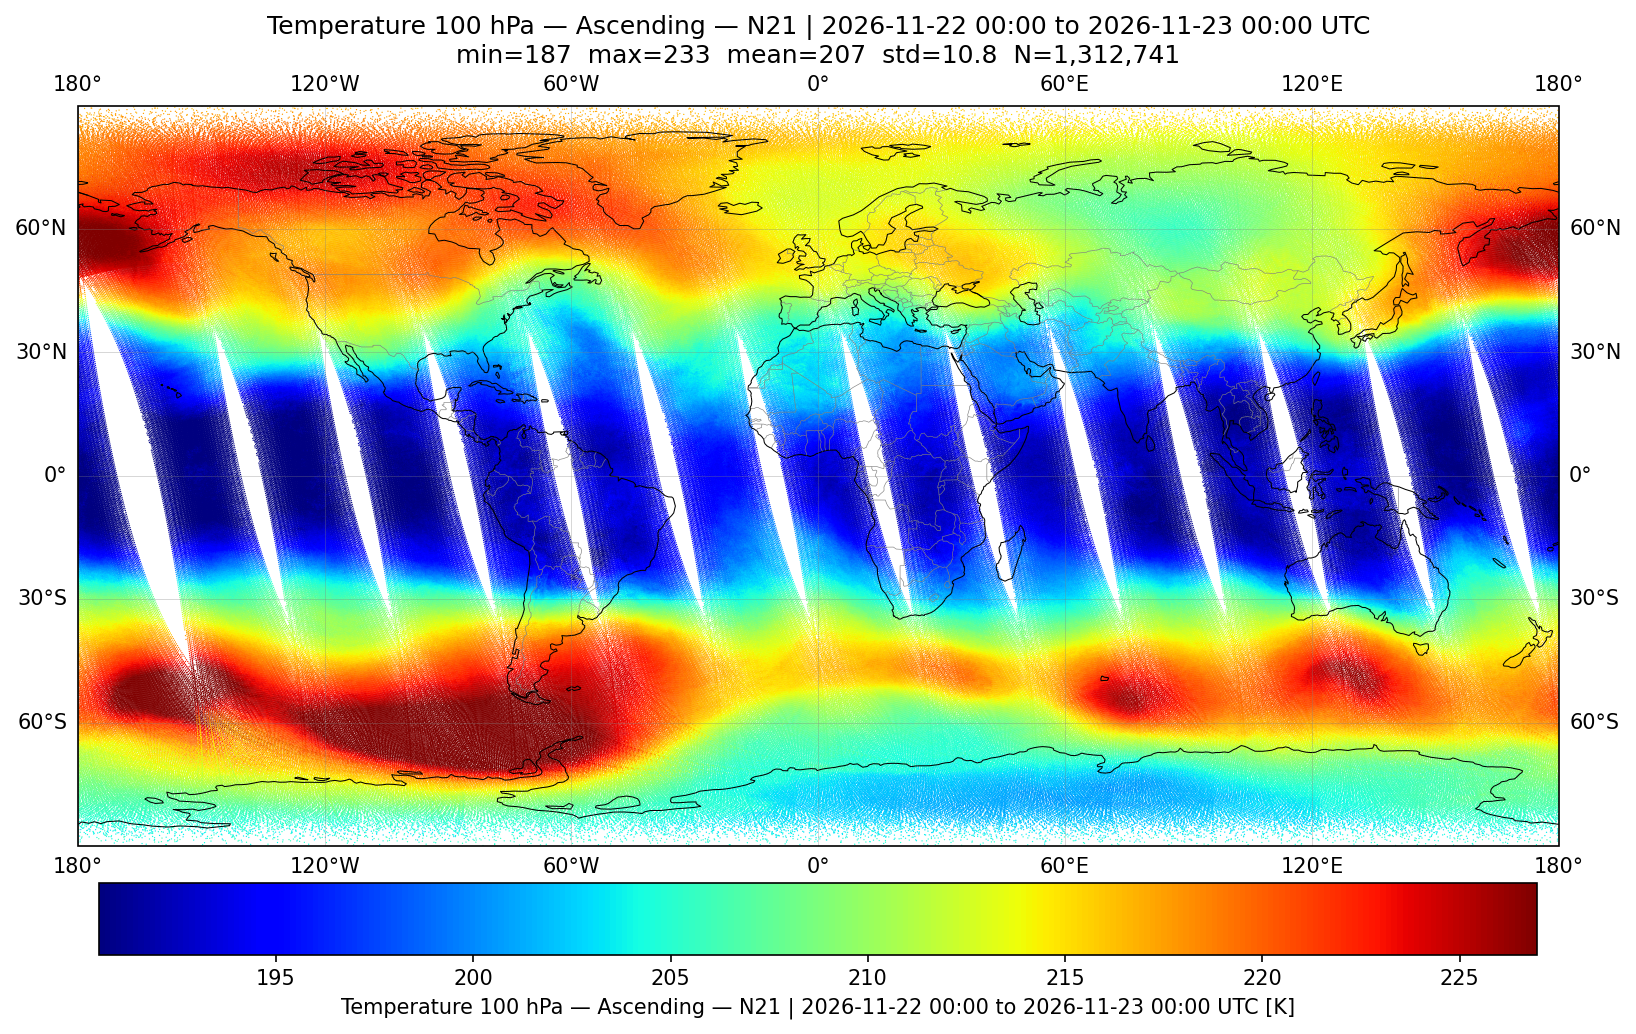 Temperature 100 hPa — Ascending — N21 | 2026-11-22 00:00 to 2026-11-23 00:00 UTC
min=187  max=233  mean=207  std=10.8  N=1,312,741
180° 120°W 60°W 0° 60°E 120°E 180°
60°N 60°N
30°N 30°N
0° 0°
30°S 30°S
60°S 60°S
180° 120°W 60°W 0° 60°E 120°E 180°
195 200 205 210 215 220 225
Temperature 100 hPa — Ascending — N21 | 2026-11-22 00:00 to 2026-11-23 00:00 UTC [K]